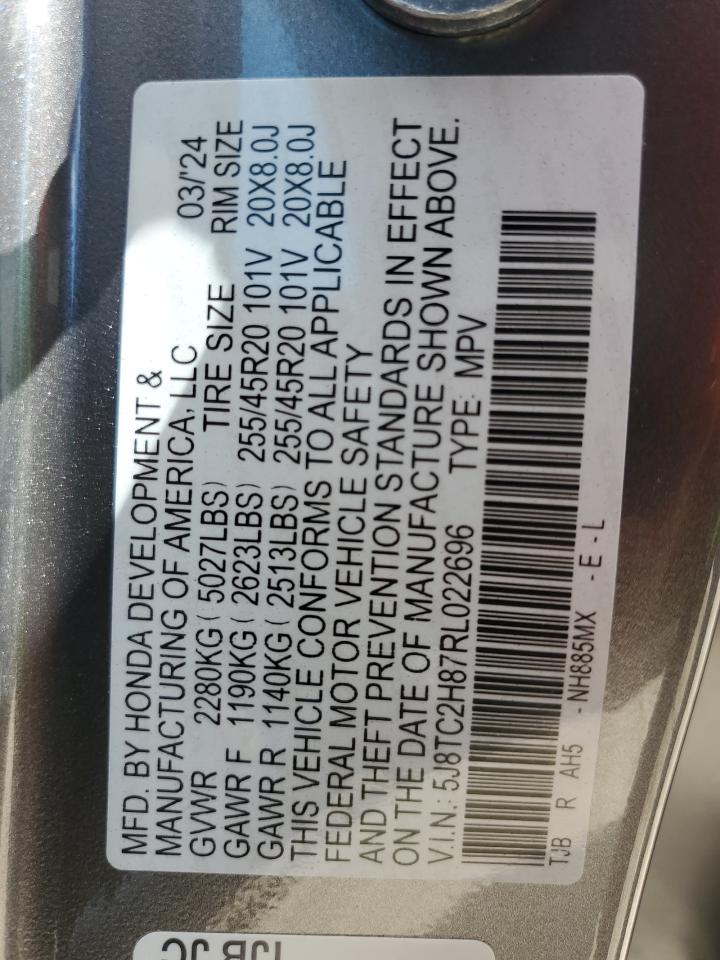 MFD. BY HONDA DEVELOPMENT &
MANUFACTURING OF AMERICA, LLC 03/'24
GVWR 2280KG ( 5027LBS) TIRE SIZE RIM SIZE
GAWR F 1190KG ( 2623LBS) 255/45R20 101V 20X8.0J
GAWR R 1140KG ( 2513LBS) 255/45R20 101V 20X8.0J
THIS VEHICLE CONFORMS TO ALL APPLICABLE
FEDERAL MOTOR VEHICLE SAFETY
AND THEFT PREVENTION STANDARDS IN EFFECT
ON THE DATE OF MANUFACTURE SHOWN ABOVE.
V.I.N.: 5J8TC2H87RL022696 TYPE: MPV
TJB R AH5 - NH885MX - E - L